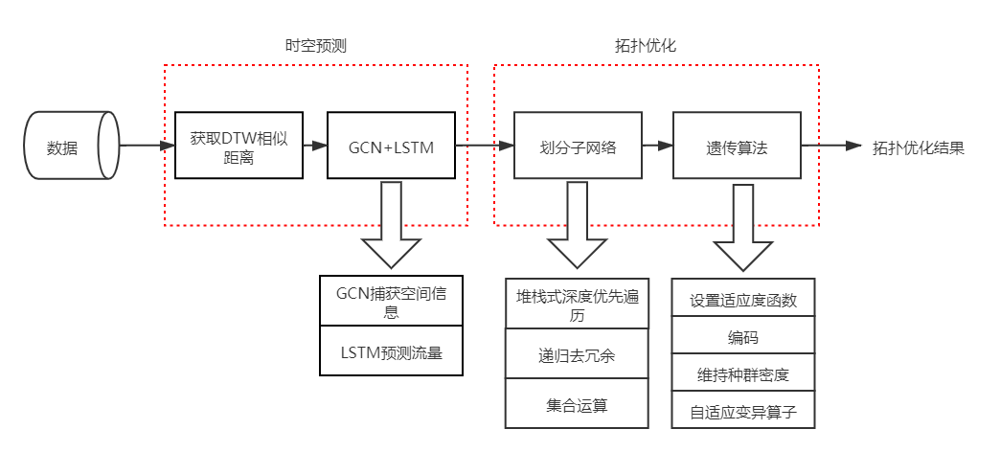 时空预测
拓扑优化
数据
获取DTW相似
距离
GCN+LSTM
划分子网络
遗传算法
拓扑优化结果
GCN捕获空间信
息
LSTM预测流量
堆栈式深度优先遍
历
递归去冗余
集合运算
设置适应度函数
编码
维持种群密度
自适应变异算子